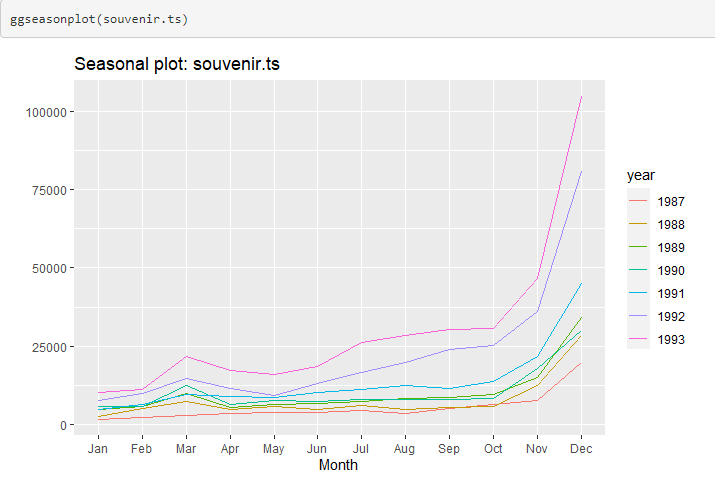 ggseasonplot(souvenir.ts)
Seasonal plot: souvenir.ts
100000
75000
50000
25000
0
Jan Feb Mar Apr May Jun Jul Aug Sep Oct Nov Dec
Month
year
1987
1988
1989
1990
1991
1992
1993